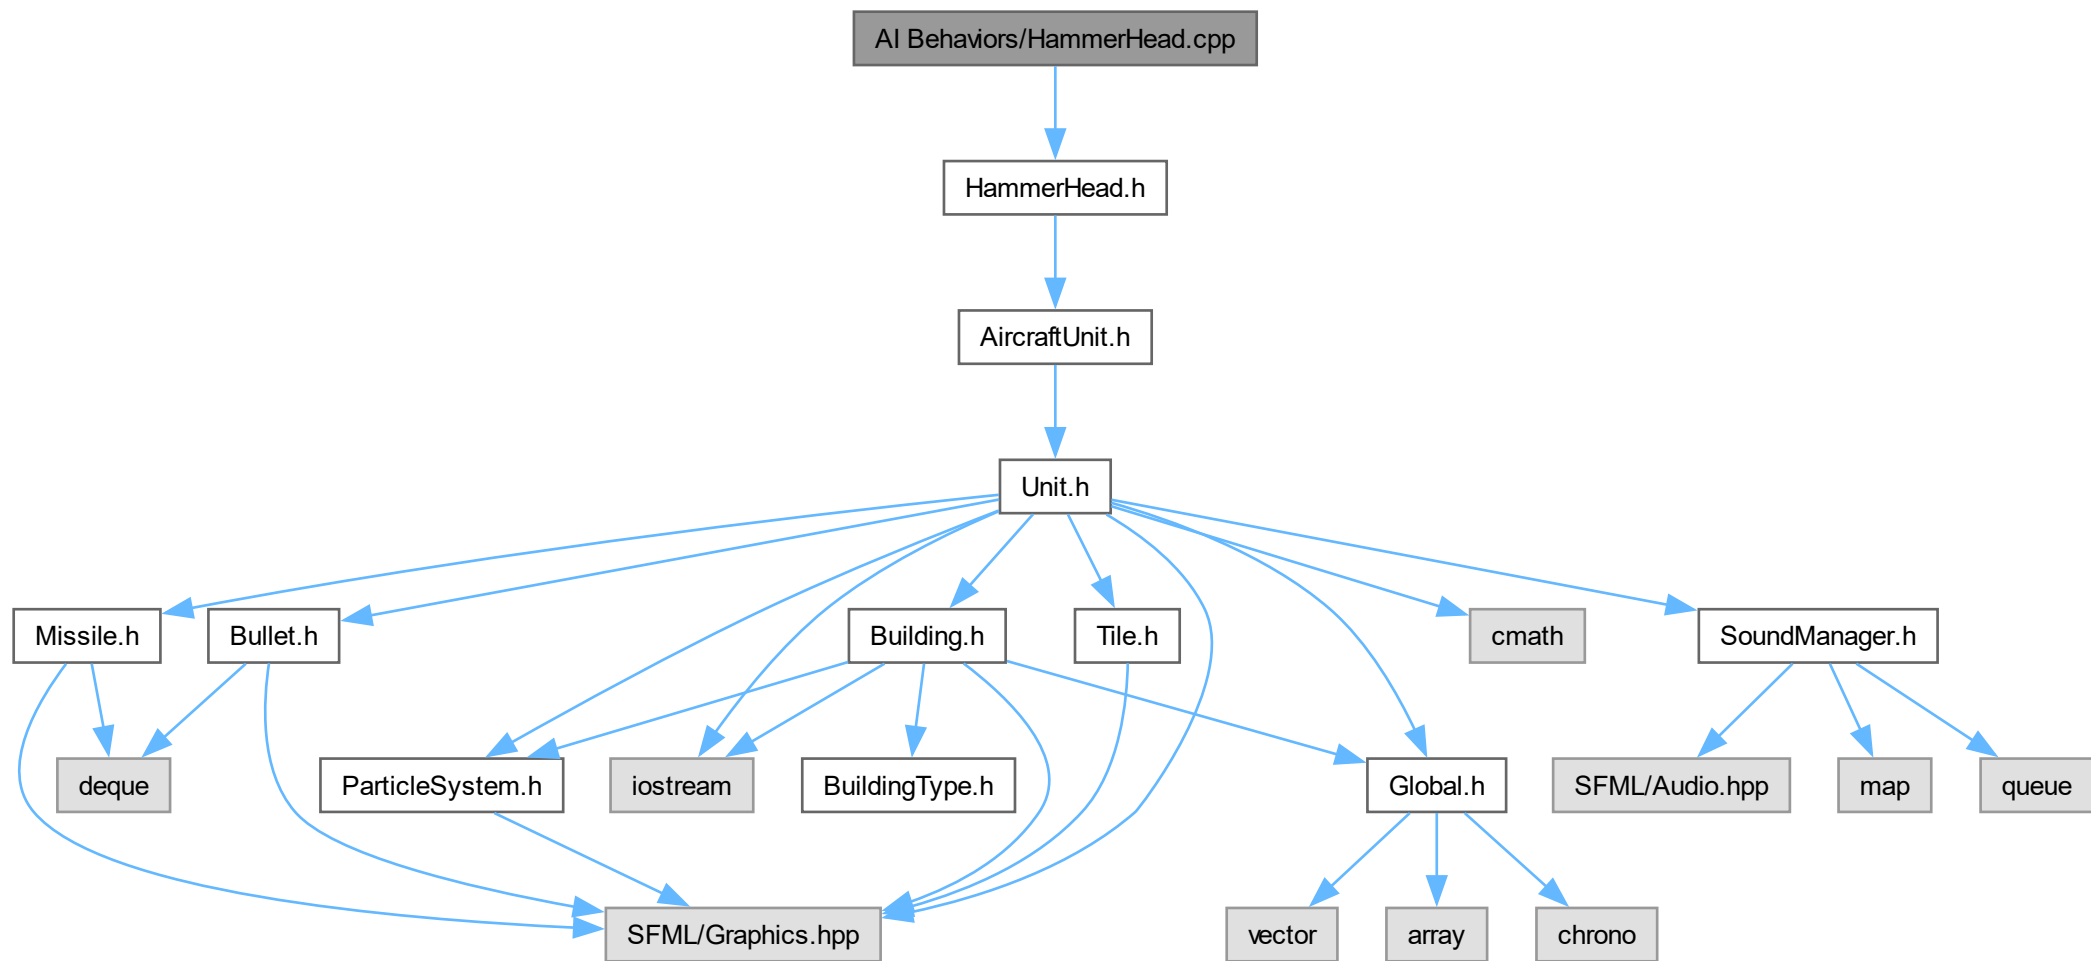 AI Behaviors/HammerHead.cpp
HammerHead.h
AircraftUnit.h
Unit.h
Missile.h
Bullet.h
Building.h
Tile.h
cmath
SoundManager.h
deque
ParticleSystem.h
iostream
BuildingType.h
Global.h
SFML/Audio.hpp
map
queue
SFML/Graphics.hpp
vector
array
chrono